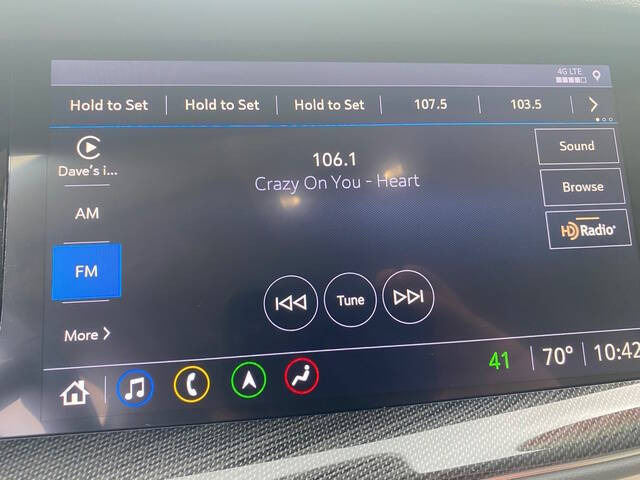 4G LTE
Hold to Set
Hold to Set
Hold to Set
107.5
103.5
Dave's i...
106.1
Crazy On You - Heart
Sound
AM
Browse
HD Radio
FM
Tune
More
41
70°
10:42